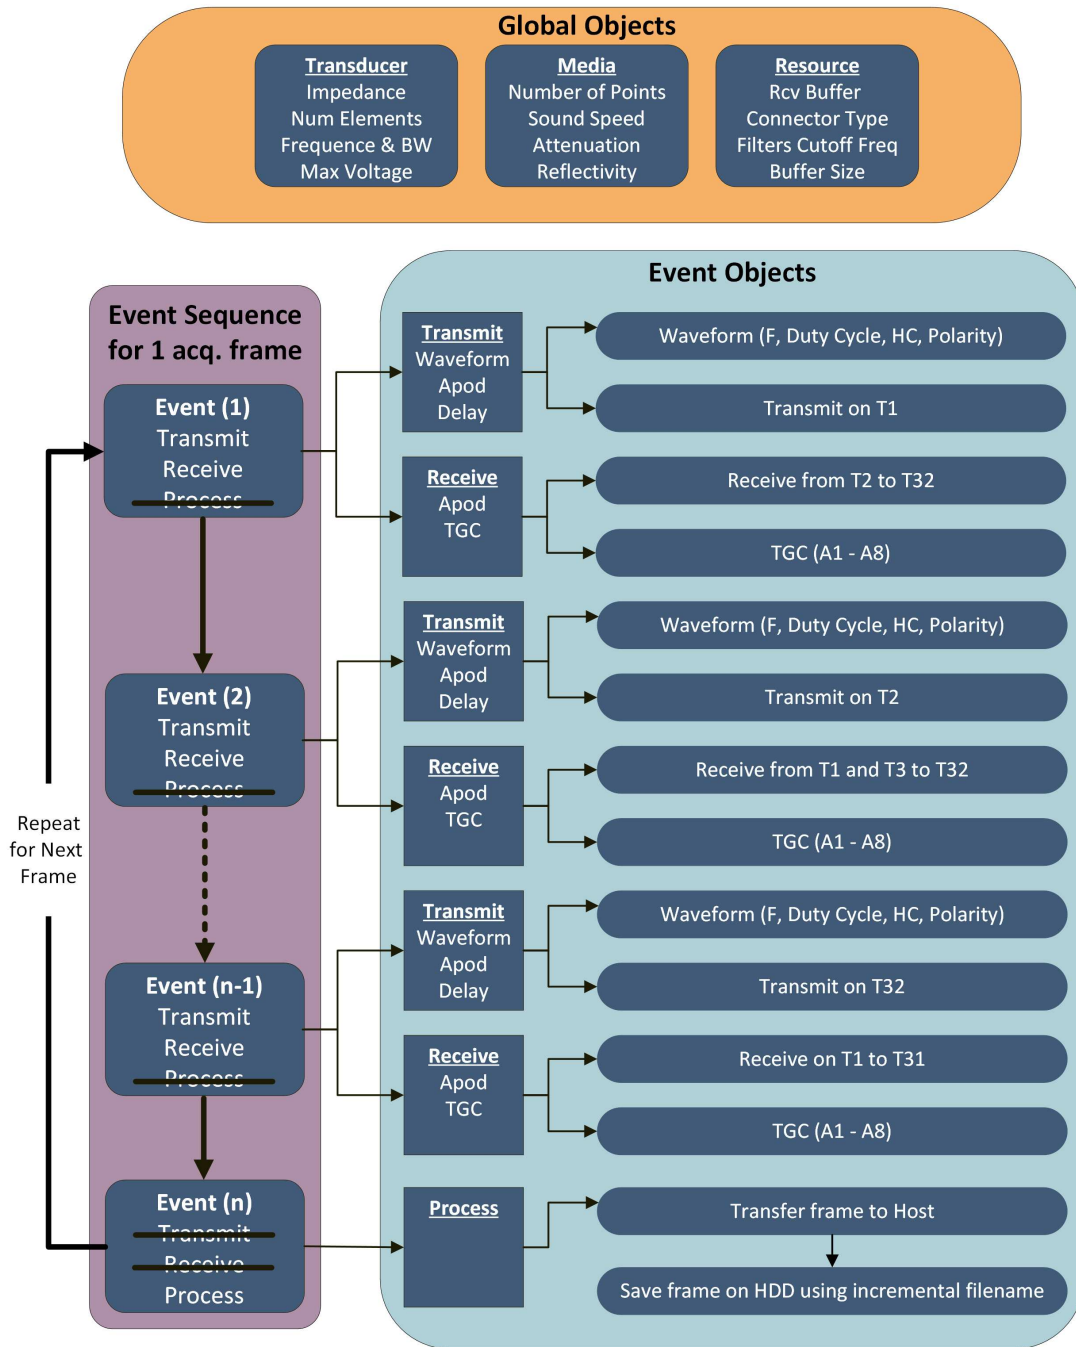 Global Objects
Transducer
Impedance
Num Elements
Frequence & BW
Max Voltage
Media
Number of Points
Sound Speed
Attenuation
Reflectivity
Resource
Rcv Buffer
Connector Type
Filters Cutoff Freq
Buffer Size
Event Sequence
for 1 acq. frame
Event (1)
Transmit
Receive
Process
Event (2)
Transmit
Receive
Process
Event (n-1)
Transmit
Receive
Process
Event (n)
Transmit
Receive
Process
Repeat
for Next
Frame
Event Objects
Transmit
Waveform
Apod
Delay
Waveform (F, Duty Cycle, HC, Polarity)
Transmit on T1
Receive
Apod
TGC
Receive from T2 to T32
TGC (A1 - A8)
Transmit
Waveform
Apod
Delay
Waveform (F, Duty Cycle, HC, Polarity)
Transmit on T2
Receive
Apod
TGC
Receive from T1 and T3 to T32
TGC (A1 - A8)
Transmit
Waveform
Apod
Delay
Waveform (F, Duty Cycle, HC, Polarity)
Transmit on T32
Receive
Apod
TGC
Receive on T1 to T31
TGC (A1 - A8)
Process
Transfer frame to Host
Save frame on HDD using incremental filename